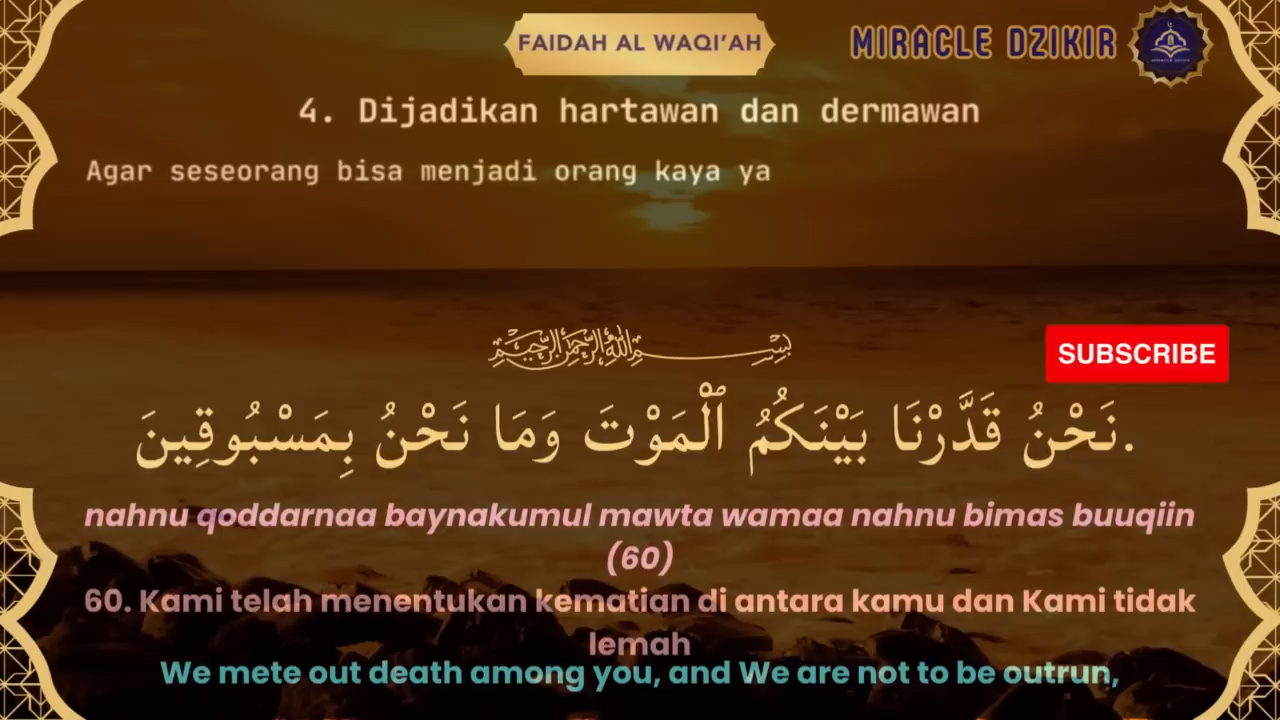 FAIDAH AL WAQI'AH
MIRACLE DZIKIR
4. Dijadikan hartawan dan dermawan
Agar seseorang bisa menjadi orang kaya ya
بِسْمِ اللهِ الرَّحْمَنِ الرَّحِيمِ
SUBSCRIBE
نَحْنُ قَدَّرْنَا بَيْنَكُمُ ٱلْمَوْتَ وَمَا نَحْنُ بِمَسْبُوقِينَ.
nahnu qoddarnaa baynakumul mawta wamaa nahnu bimas buuqiin
(60)
60. Kami telah menentukan kematian di antara kamu dan Kami tidak
lemah
We mete out death among you, and We are not to be outrun,